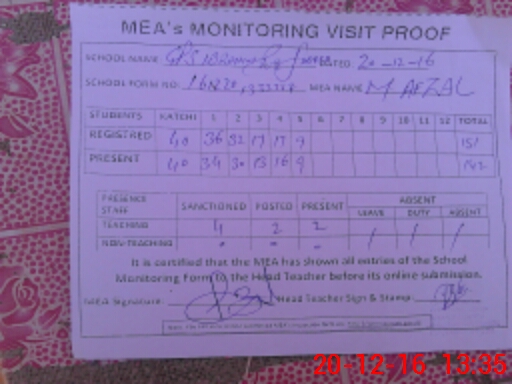 MEA's MONITORING VISIT PROOF
SCHOOL NAME GPS DATED 20-12-16
SCHOOL FORM NO: MEA NAME M AFZAL
STUDENTS KATCHI 1 2 3 4 5 6 7 8 9 10 11 12 TOTAL
REGISTRED 40 36 32 17 17 9 151
PRESENT 40 34 30 13 16 9 142
PRESENCE STAFF SANCTIONED POSTED PRESENT ABSENT
LEAVE DUTY ABSENT
TEACHING 4 2 2 / / /
NON-TEACHING - - - / / /
It is certified that the MEA has shown all entries of the School
Monitoring Form to the Head Teacher before its online submission.
MEA Signature: Head Teacher Sign & Stamp:
20-12-16 13:35